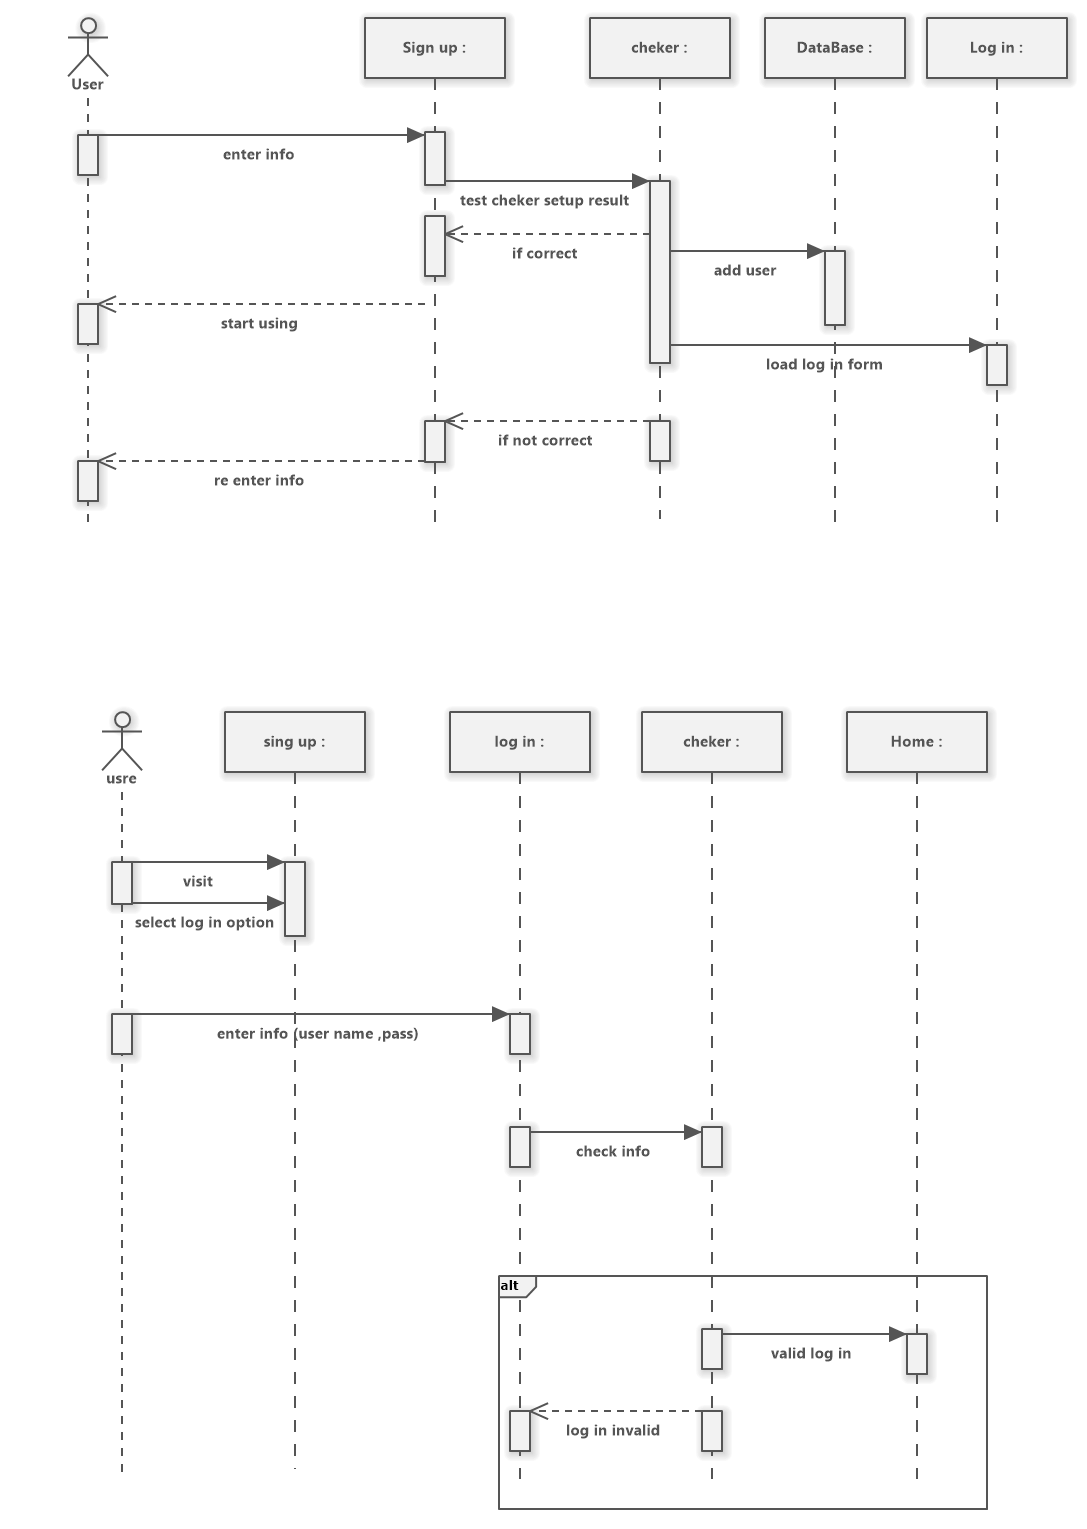 User
Sign up :
cheker :
DataBase :
Log in :
enter info
test cheker setup result
if correct
add user
start using
load log in form
if not correct
re enter info
usre
sing up :
log in :
cheker :
Home :
visit
select log in option
enter info (user name ,pass)
check info
alt
valid log in
log in invalid